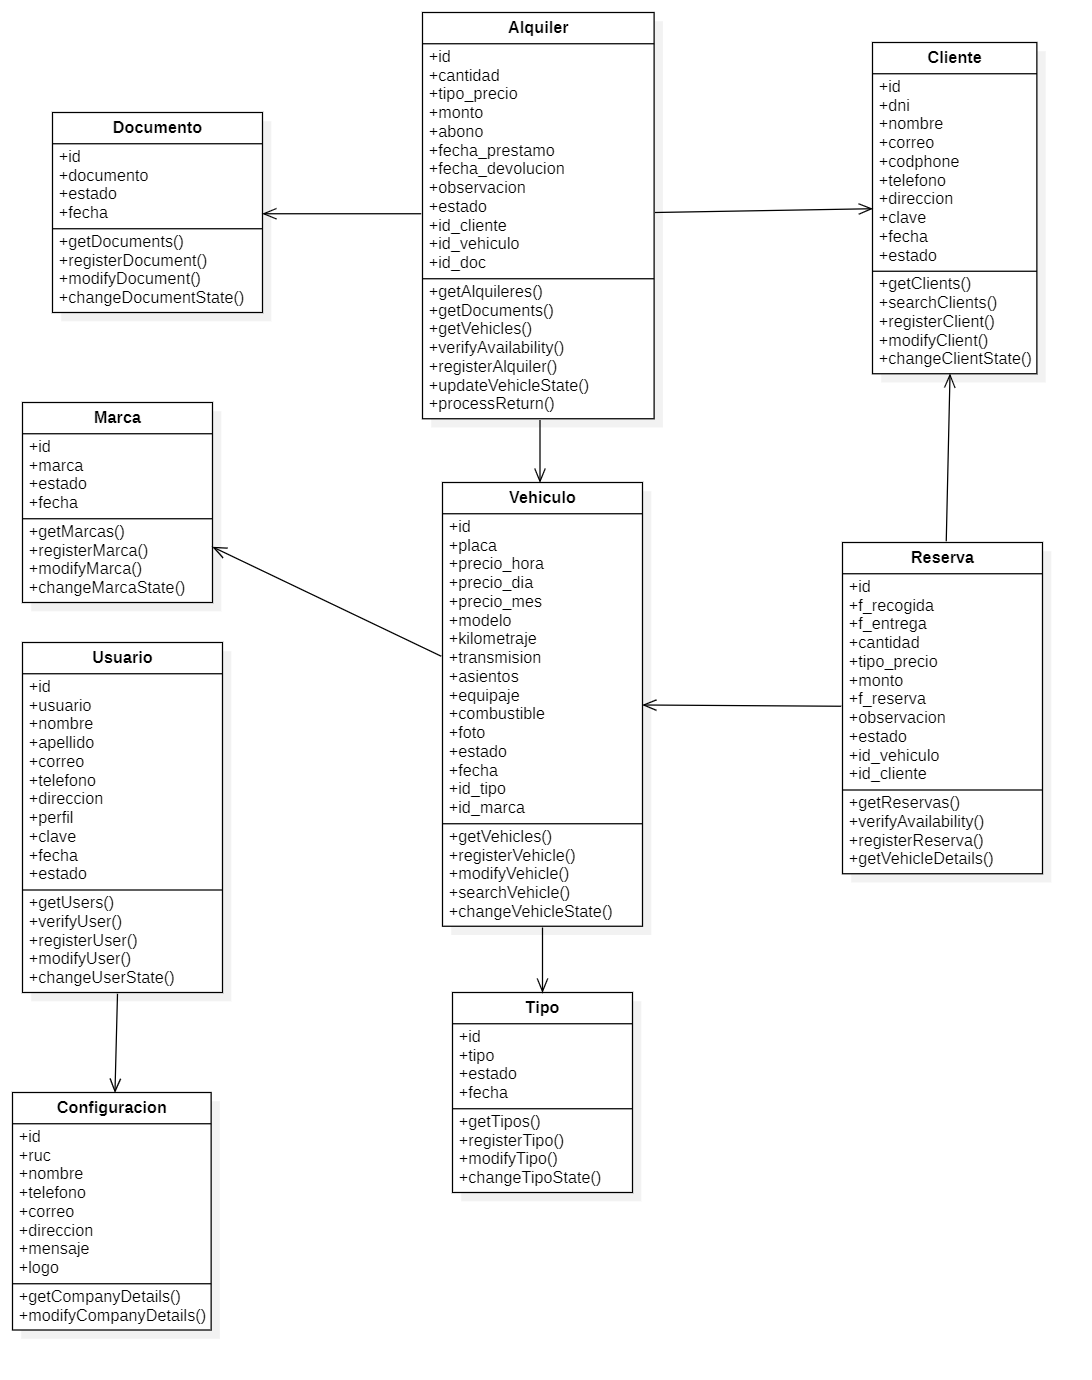 Alquiler
+id
+cantidad
+tipo_precio
+monto
+abono
+fecha_prestamo
+fecha_devolucion
+observacion
+estado
+id_cliente
+id_vehiculo
+id_doc
+getAlquileres()
+getDocuments()
+getVehicles()
+verifyAvailability()
+registerAlquiler()
+updateVehicleState()
+processReturn()
Cliente
+id
+dni
+nombre
+correo
+codphone
+telefono
+direccion
+clave
+fecha
+estado
+getClients()
+searchClients()
+registerClient()
+modifyClient()
+changeClientState()
Documento
+id
+documento
+estado
+fecha
+getDocuments()
+registerDocument()
+modifyDocument()
+changeDocumentState()
Marca
+id
+marca
+estado
+fecha
+getMarcas()
+registerMarca()
+modifyMarca()
+changeMarcaState()
Vehiculo
+id
+placa
+precio_hora
+precio_dia
+precio_mes
+modelo
+kilometraje
+transmision
+asientos
+equipaje
+combustible
+foto
+estado
+fecha
+id_tipo
+id_marca
+getVehicles()
+registerVehicle()
+modifyVehicle()
+searchVehicle()
+changeVehicleState()
Reserva
+id
+f_recogida
+f_entrega
+cantidad
+tipo_precio
+monto
+f_reserva
+observacion
+estado
+id_vehiculo
+id_cliente
+getReservas()
+verifyAvailability()
+registerReserva()
+getVehicleDetails()
Usuario
+id
+usuario
+nombre
+apellido
+correo
+telefono
+direccion
+perfil
+clave
+fecha
+estado
+getUsers()
+verifyUser()
+registerUser()
+modifyUser()
+changeUserState()
Tipo
+id
+tipo
+estado
+fecha
+getTipos()
+registerTipo()
+modifyTipo()
+changeTipoState()
Configuracion
+id
+ruc
+nombre
+telefono
+correo
+direccion
+mensaje
+logo
+getCompanyDetails()
+modifyCompanyDetails()